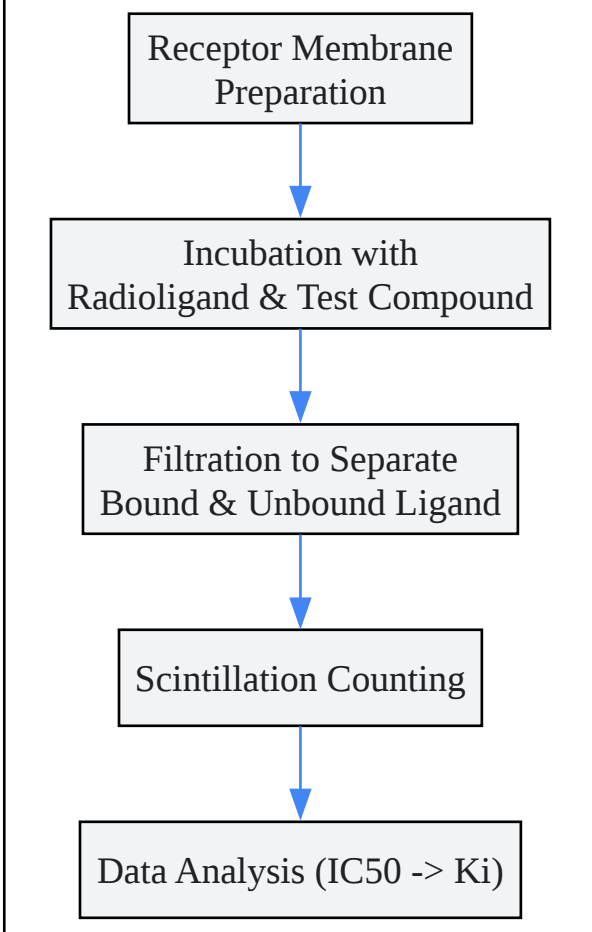 Receptor Membrane
Preparation
Incubation with
Radioligand & Test Compound
Filtration to Separate
Bound & Unbound Ligand
Scintillation Counting
Data Analysis (IC50 -> Ki)